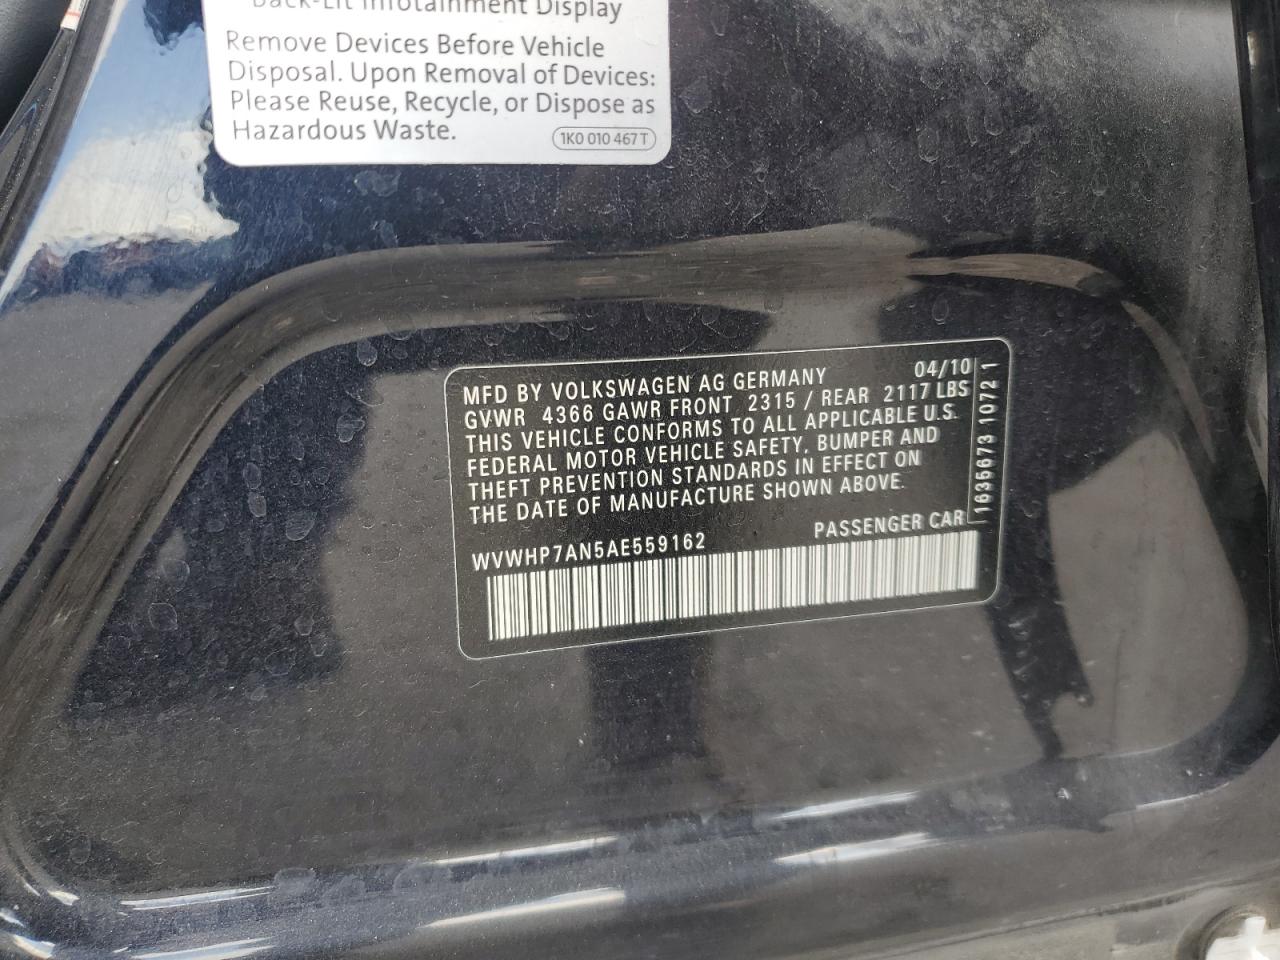 Back-Lit Infotainment Display
Remove Devices Before Vehicle
Disposal. Upon Removal of Devices:
Please Reuse, Recycle, or Dispose as
Hazardous Waste.
1K0 010 467 T
MFD BY VOLKSWAGEN AG GERMANY 04/10
GVWR 4366 GAWR FRONT 2315 / REAR 2117 LBS
THIS VEHICLE CONFORMS TO ALL APPLICABLE U.S.
FEDERAL MOTOR VEHICLE SAFETY, BUMPER AND
THEFT PREVENTION STANDARDS IN EFFECT ON
THE DATE OF MANUFACTURE SHOWN ABOVE.
PASSENGER CAR
WVWHP7AN5AE559162
1635673 1072 1